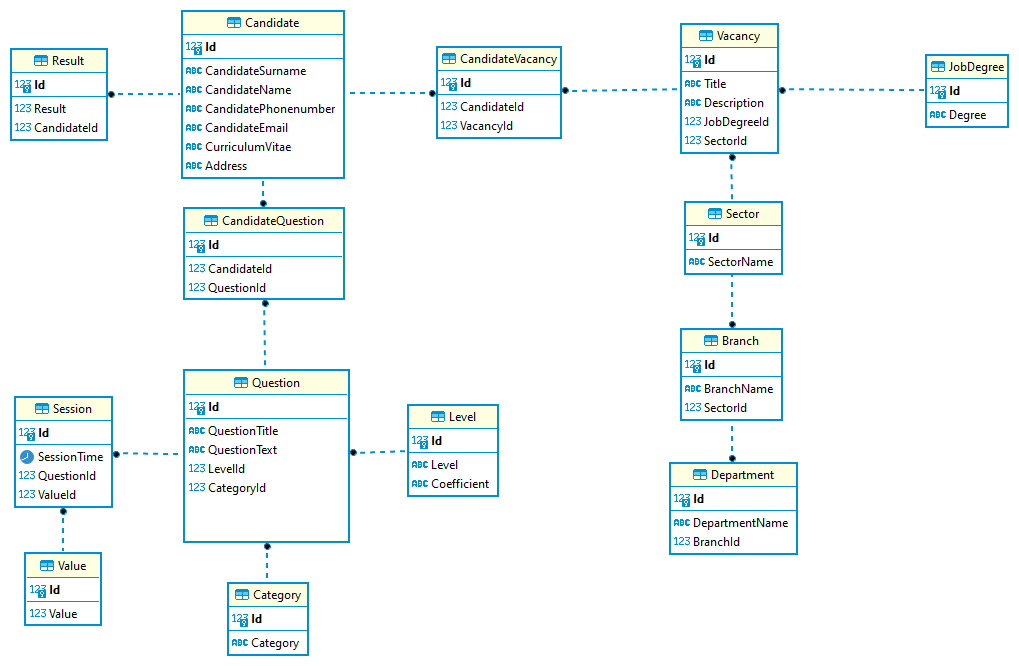 Candidate
123 Id
ABC CandidateSurname
ABC CandidateName
ABC CandidatePhonenumber
ABC CandidateEmail
ABC CurriculumVitae
ABC Address
Result
123 Id
123 Result
123 CandidateId
CandidateVacancy
123 Id
123 CandidateId
123 VacancyId
Vacancy
123 Id
ABC Title
ABC Description
123 JobDegreeId
123 SectorId
JobDegree
123 Id
ABC Degree
CandidateQuestion
123 Id
123 CandidateId
123 QuestionId
Sector
123 Id
ABC SectorName
Branch
123 Id
ABC BranchName
123 SectorId
Question
123 Id
ABC QuestionTitle
ABC QuestionText
123 LevelId
123 CategoryId
Session
123 Id
SessionTime
123 QuestionId
123 ValueId
Level
123 Id
ABC Level
ABC Coefficient
Department
123 Id
ABC DepartmentName
123 BranchId
Value
123 Id
123 Value
Category
123 Id
ABC Category